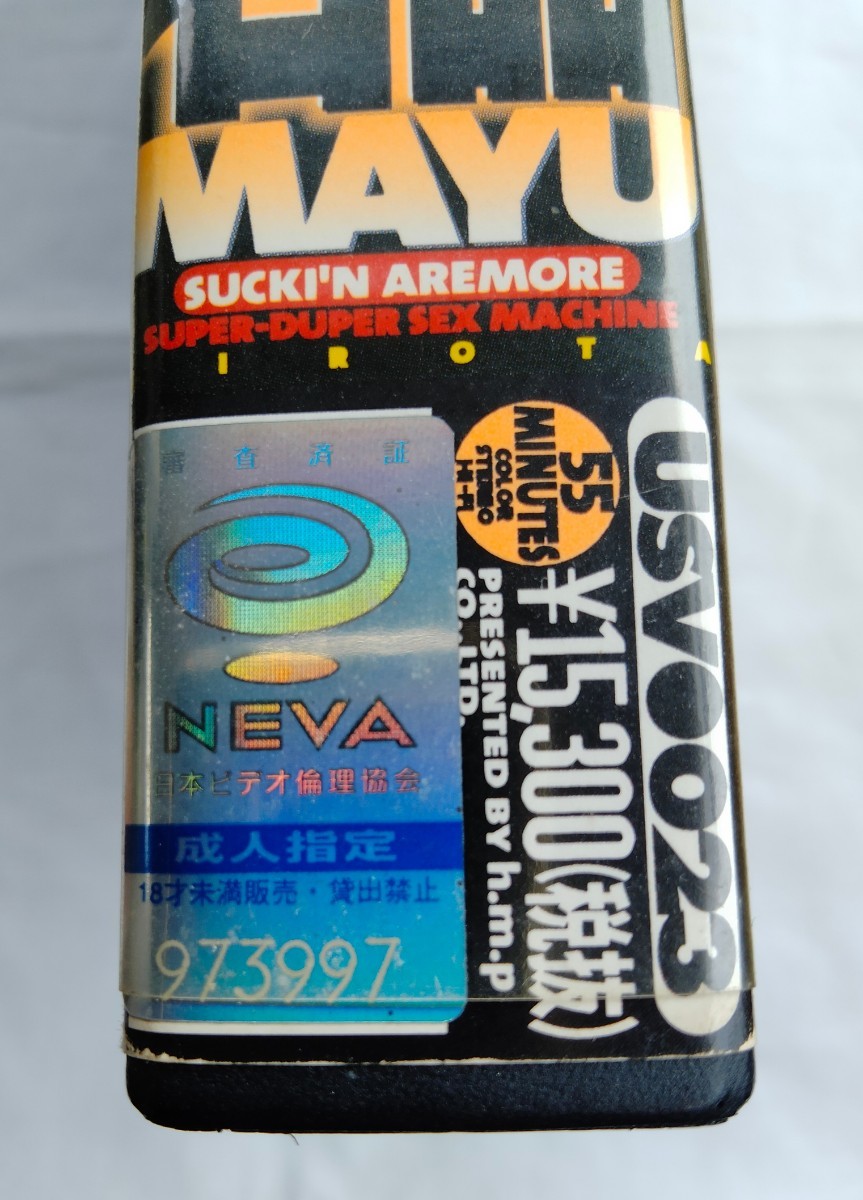 MAYU
SUCKI'N AREMORE
SUPER-DUPER SEX MACHINE
I R O T A
審査済証
NEVA
日本ビデオ倫理協会
成人指定
18才未満販売・貸出禁止
973997
55
MINUTES
COLOR
STEREO
HI-FI
¥15,300(税抜)
PRESENTED BY h.m.p
CO., LTD.
USV0023